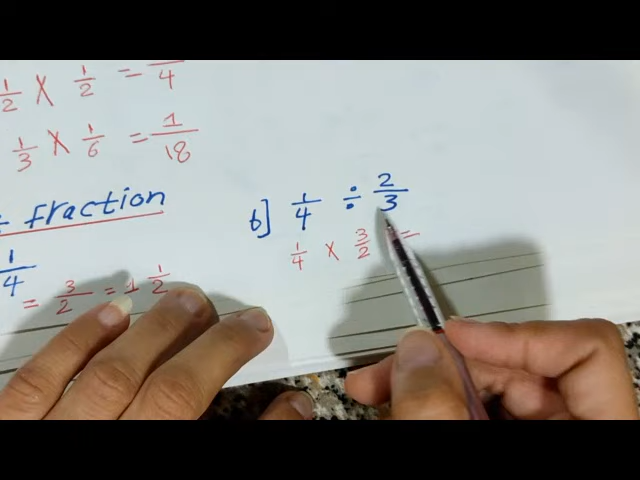 1/2 X 1/2 = /4
1/3 X 1/6 = 1/18
fraction
1/4
= 3/2 = 1 1/2
b] 1/4 ÷ 2/3
1/4 X 3/2 =